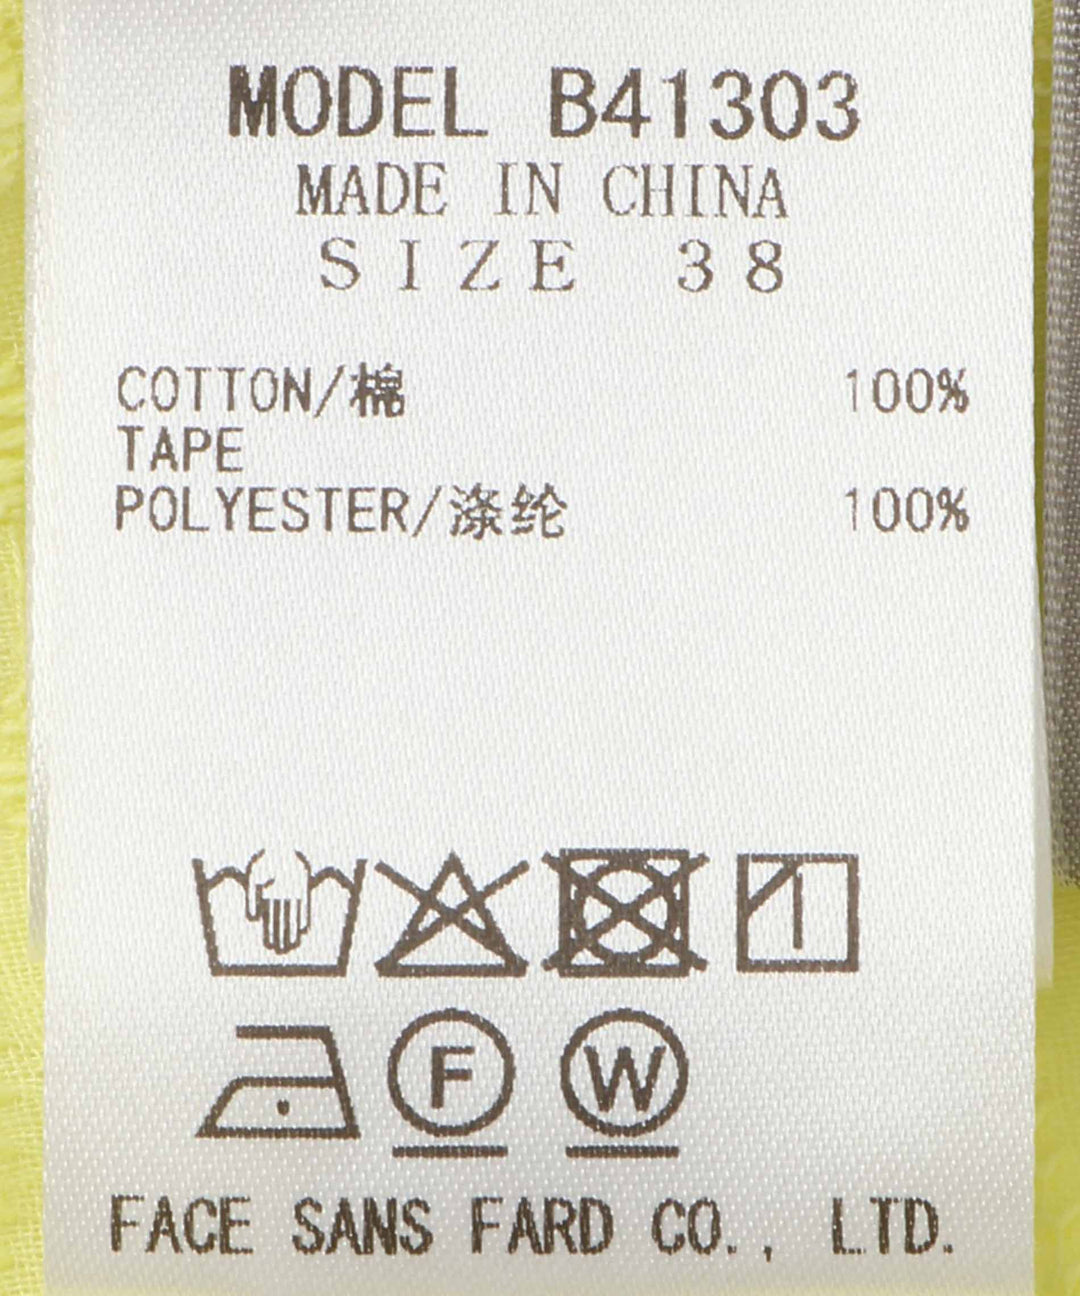 MODEL B41303
MADE IN CHINA
SIZE 38
COTTON/棉 100%
TAPE
POLYESTER/涤纶 100%
F W
FACE SANS FARD CO., LTD.